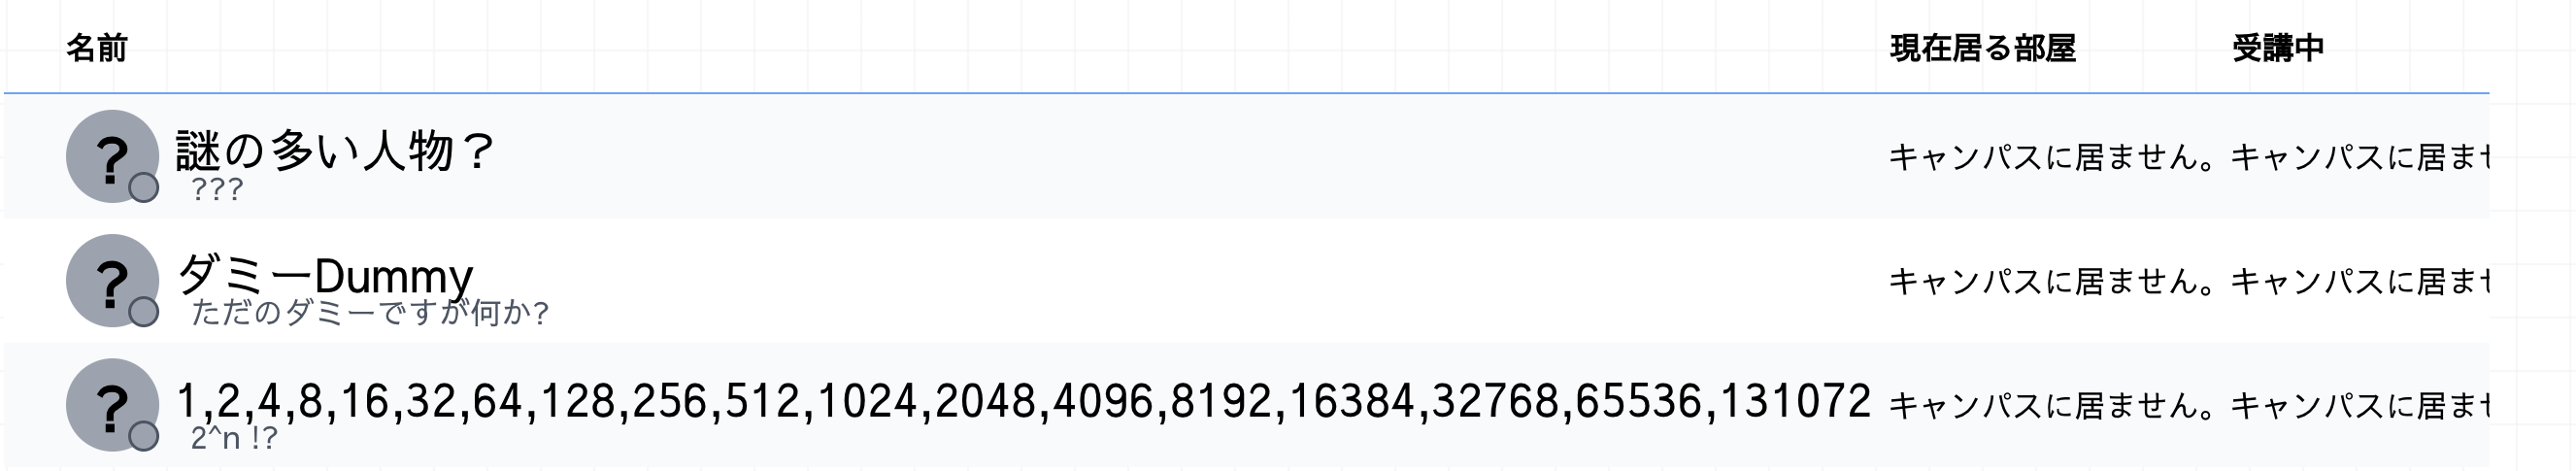 名前 現在居る部屋 受講中
? 謎の多い人物？ キャンパスに居ません。 キャンパスに居ませ
???
? ダミーDummy キャンパスに居ません。 キャンパスに居ませ
ただのダミーですが何か?
? 1,2,4,8,16,32,64,128,256,512,1024,2048,4096,8192,16384,32768,65536,131072 キャンパスに居ません。 キャンパスに居ませ
2^n !?